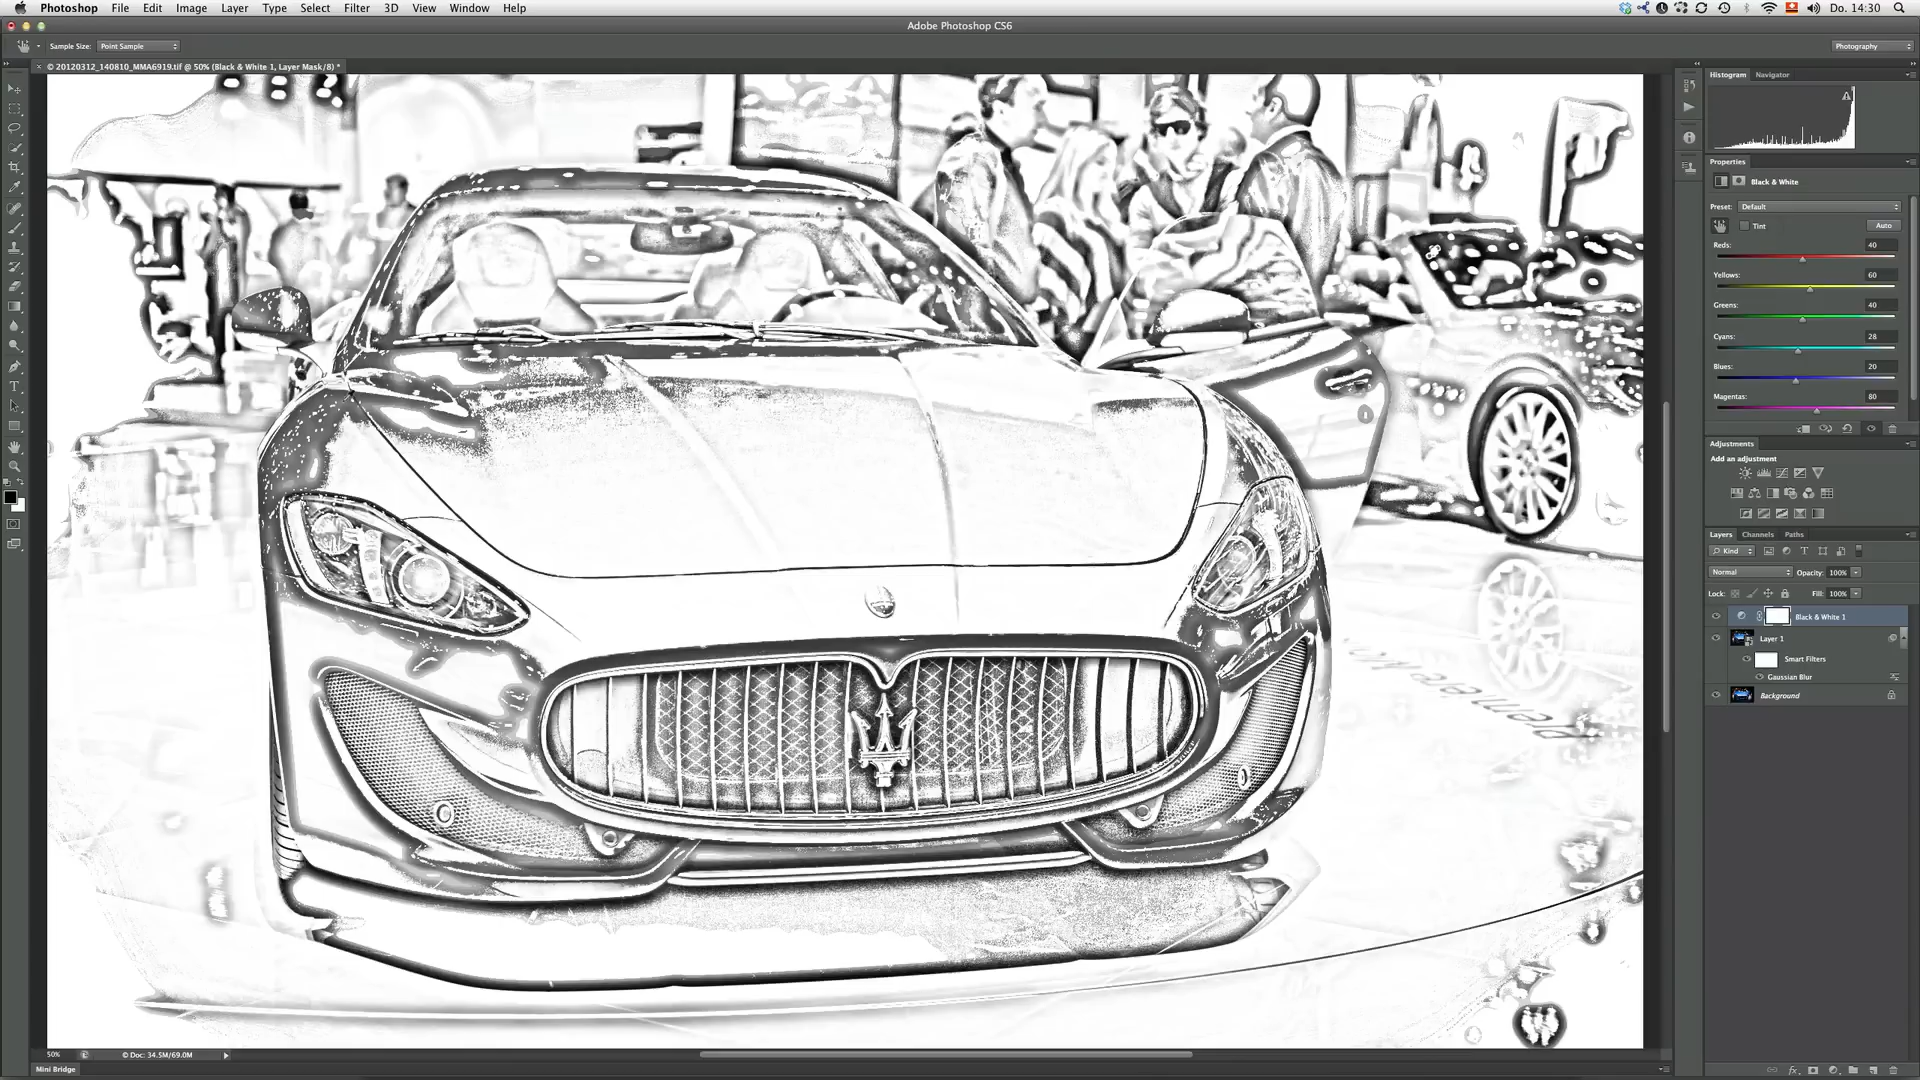 Photoshop File Edit Image Layer Type Select Filter 3D View Window Help Do. 14:30
Adobe Photoshop CS6
Sample Size: Point Sample Photography
× © 20120312_140810_MMA6919.tif @ 50% (Black & White 1, Layer Mask/8) *
Histogram Navigator
Properties
Black & White
Preset: Default
Tint Auto
Reds: 40
Yellows: 60
Greens: 40
Cyans: 28
Blues: 20
Magentas: 80
Adjustments
Add an adjustment
Layers Channels Paths
Kind
Normal Opacity: 100%
Lock: Fill: 100%
Black & White 1
Layer 1
Smart Filters
Gaussian Blur
Background
50% © Doc: 34.5M/69.0M
Mini Bridge